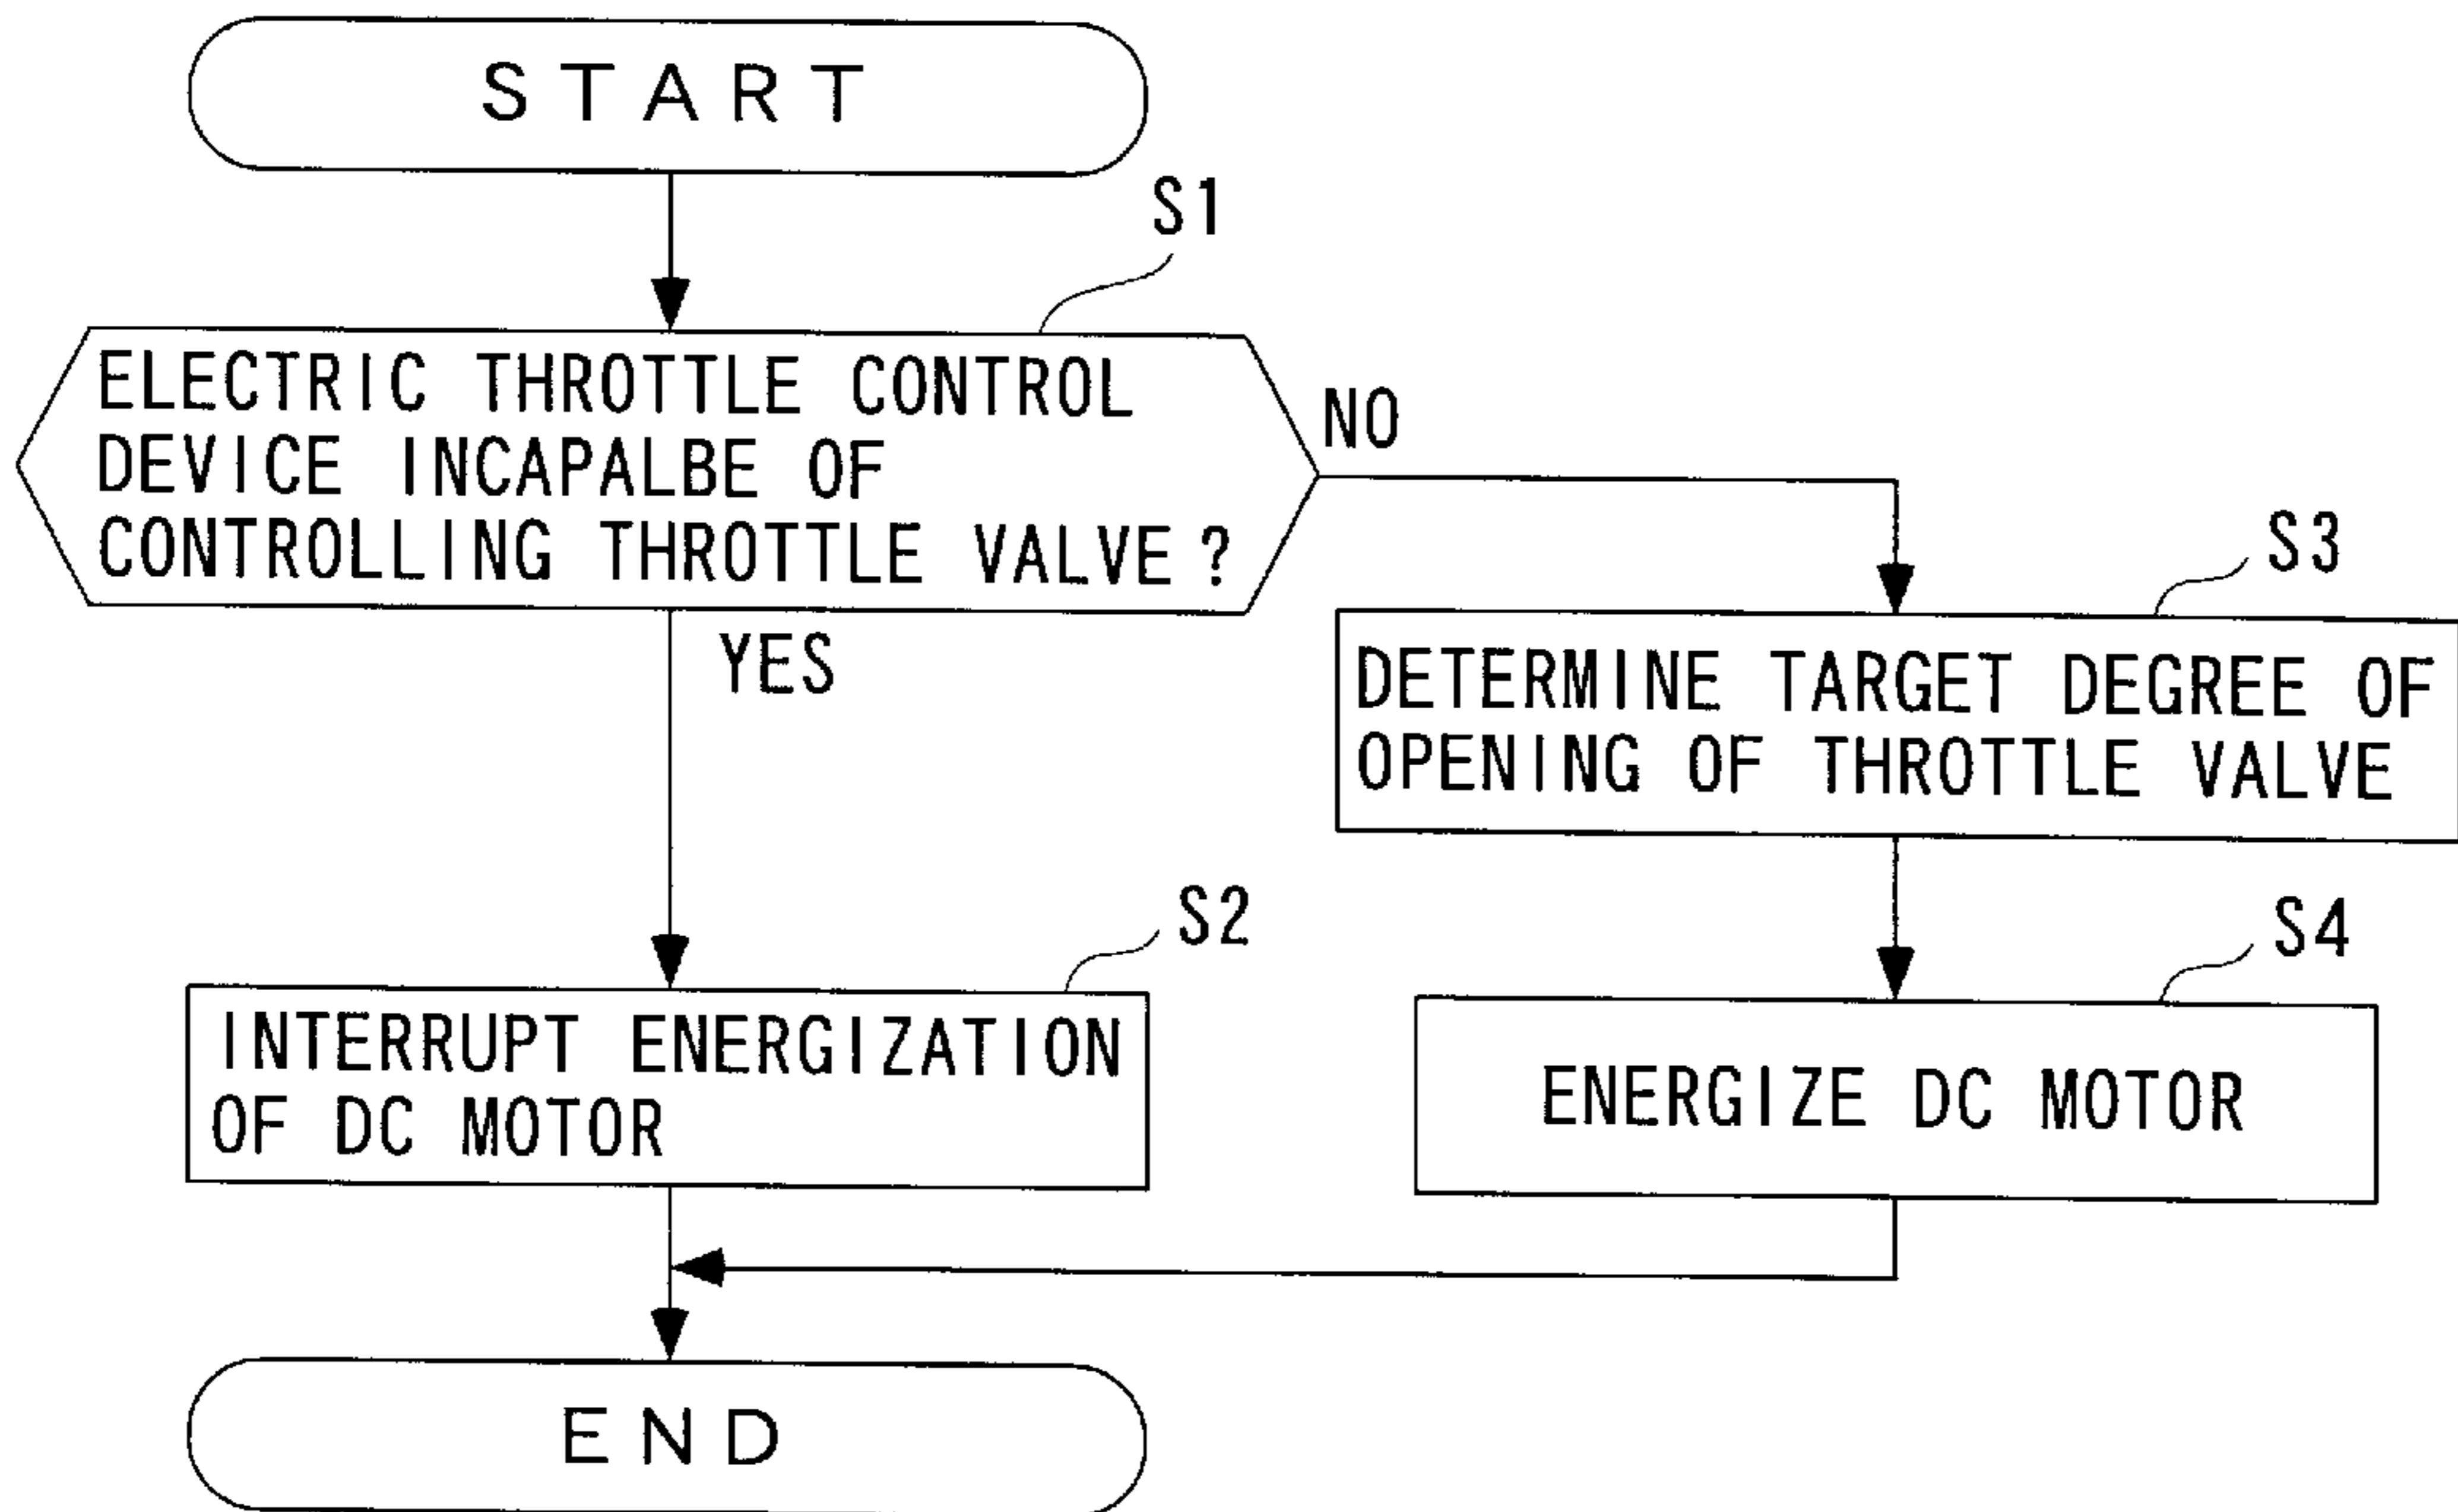 START
S1
ELECTRIC THROTTLE CONTROL
DEVICE INCAPALBE OF
CONTROLLING THROTTLE VALVE?
NO
YES
S3
DETERMINE TARGET DEGREE OF
OPENING OF THROTTLE VALVE
S2
INTERRUPT ENERGIZATION
OF DC MOTOR
S4
ENERGIZE DC MOTOR
END